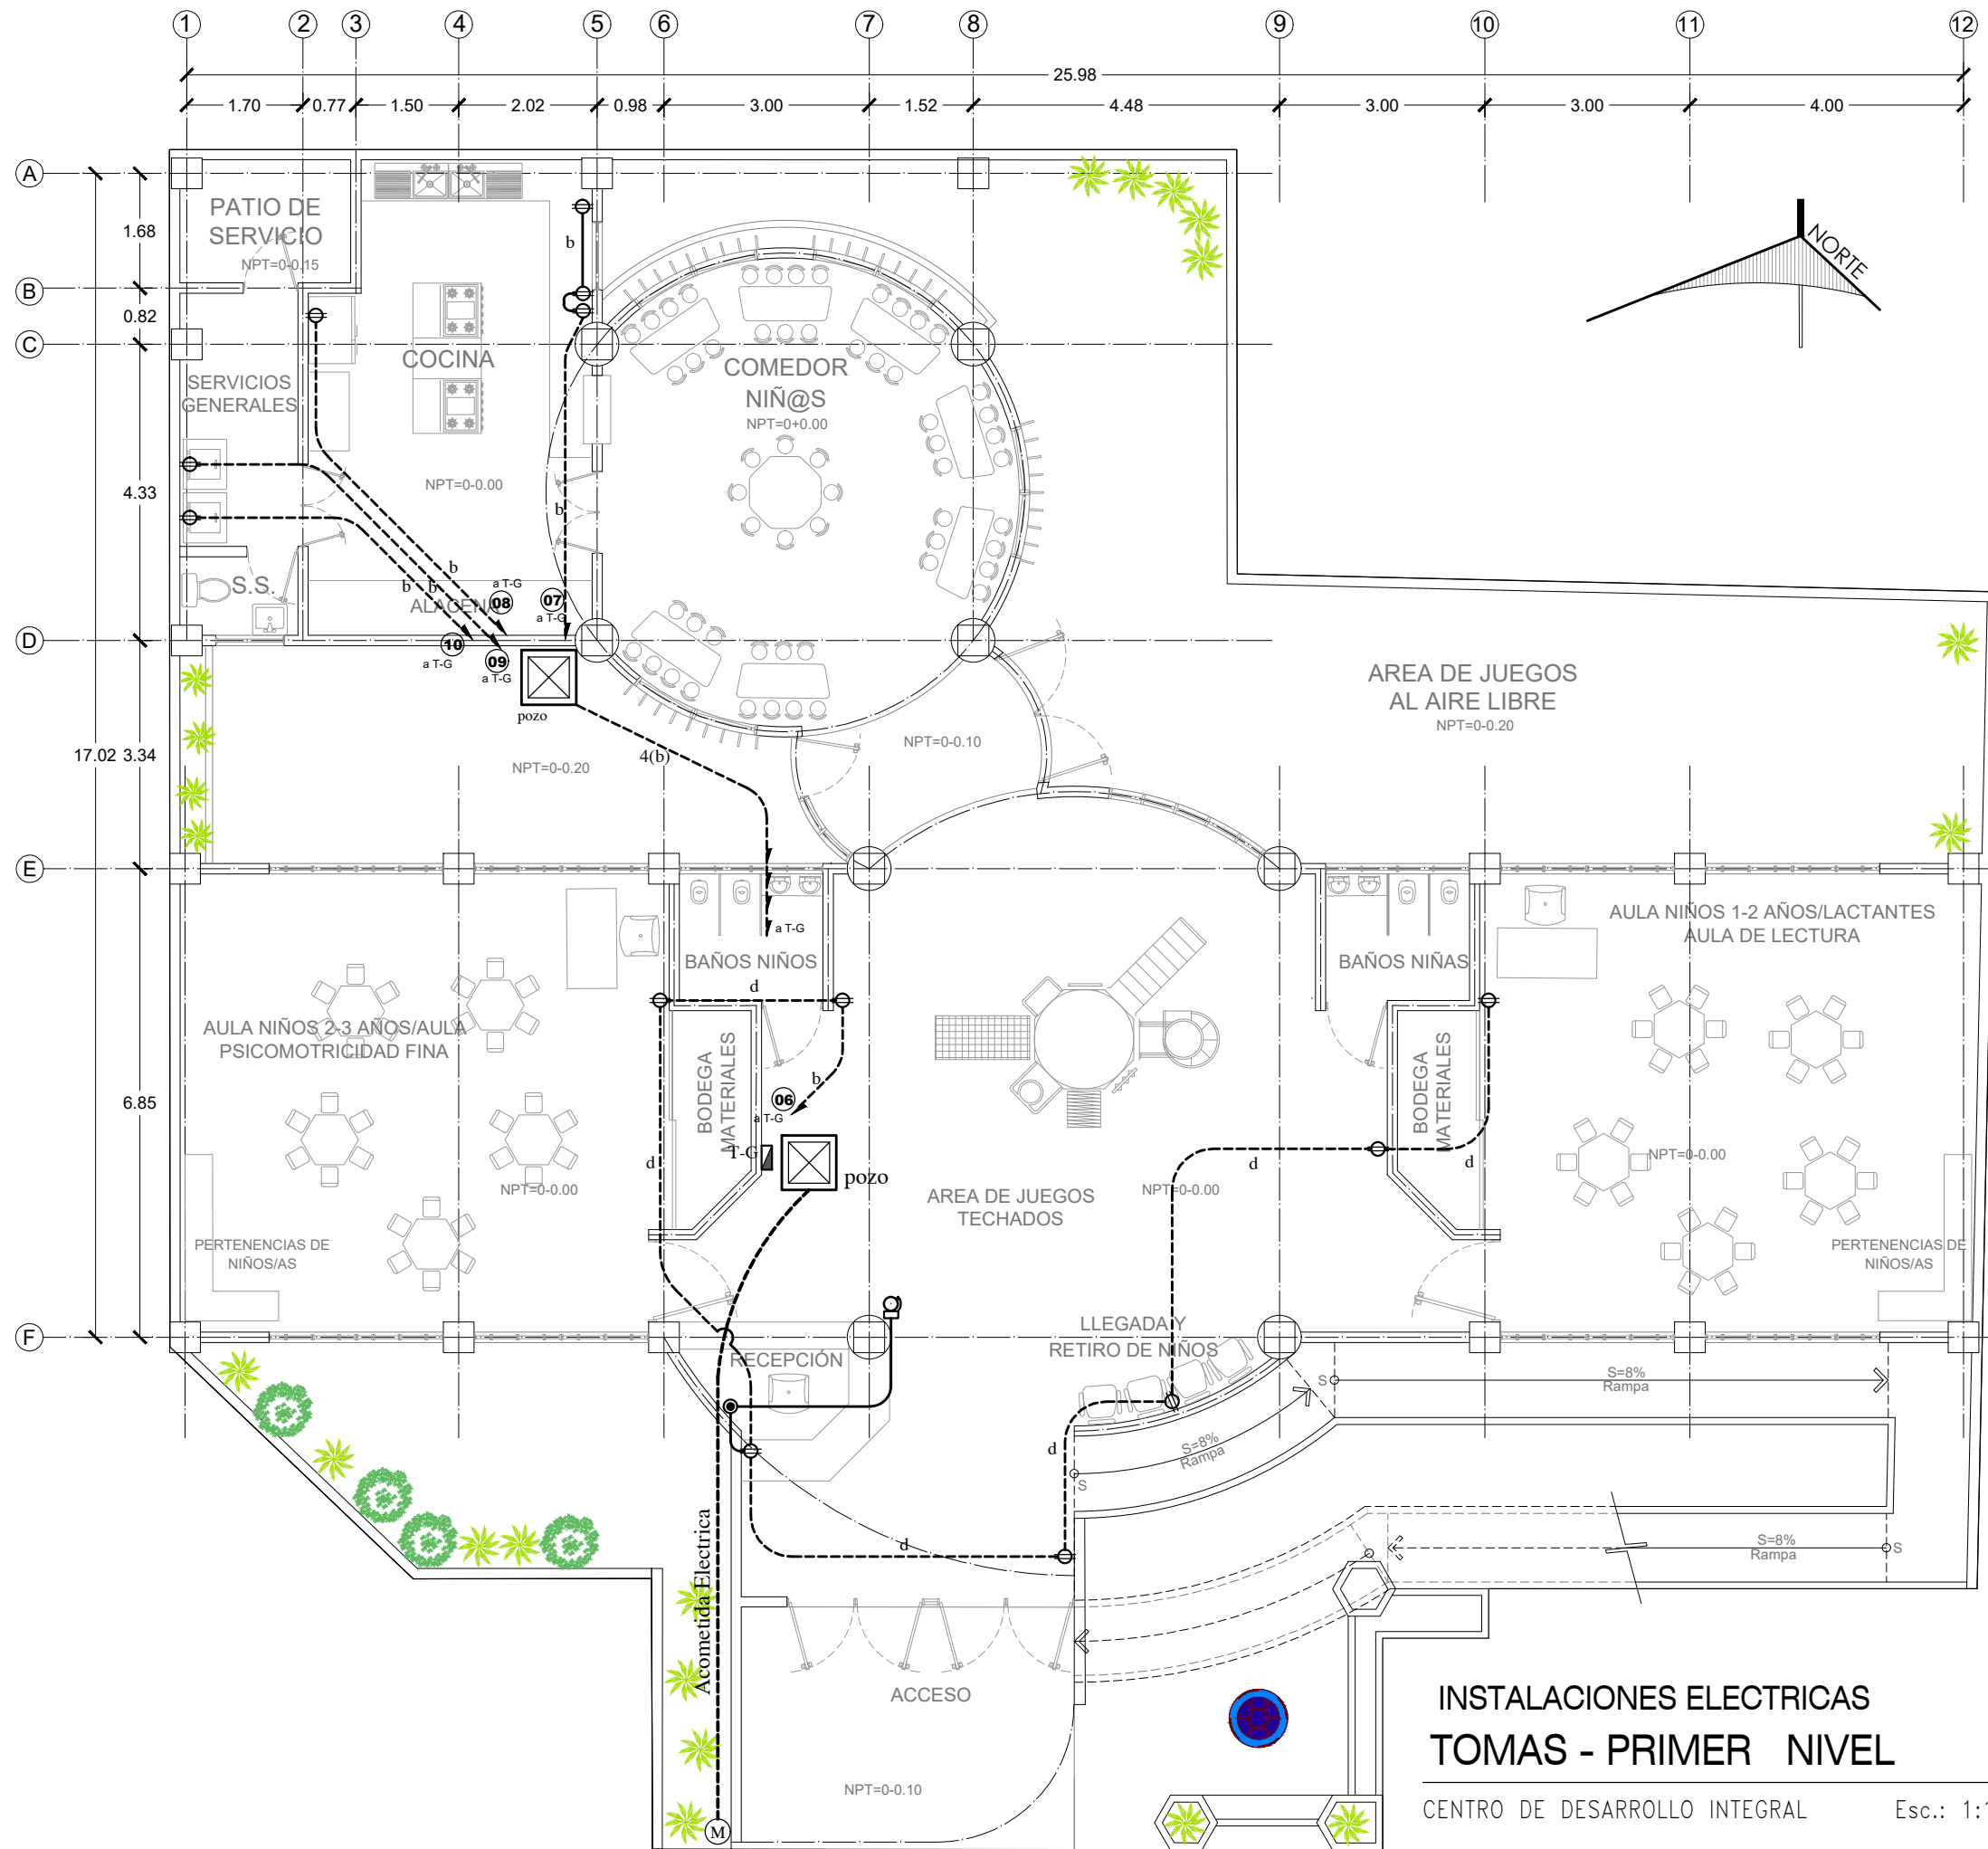 1 2 3 4 5 6 7 8 9 10 11 12
25.98
1.70 0.77 1.50 2.02 0.98 3.00 1.52 4.48 3.00 3.00 4.00
A
B
C
D
E
F
1.68
0.82
4.33
17.02 3.34
6.85
NORTE
PATIO DE
SERVICIO
NPT=0-0.15
b
COCINA
NPT=0-0.00
SERVICIOS
GENERALES
COMEDOR
NIÑ@S
NPT=0+0.00
b
b
b
b
S.S.
ALACENA
a T-G
08
07
a T-G
10
a T-G
09
a T-G
pozo
4(b)
NPT=0-0.20
NPT=0-0.10
AREA DE JUEGOS
AL AIRE LIBRE
NPT=0-0.20
a T-G
BAÑOS NIÑOS
d
BAÑOS NIÑAS
AULA NIÑOS 1-2 AÑOS/LACTANTES
AULA DE LECTURA
AULA NIÑOS 2-3 AÑOS/AULA
PSICOMOTRICIDAD FINA
BODEGA
MATERIALES
b
06
a T-G
T-G
pozo
d
NPT=0-0.00
AREA DE JUEGOS
TECHADOS
NPT=0-0.00
d
BODEGA
MATERIALES
d
NPT=0-0.00
PERTENENCIAS DE
NIÑOS/AS
PERTENENCIAS DE
NIÑOS/AS
RECEPCIÓN
LLEGADA Y
RETIRO DE NIÑOS
S
S=8%
Rampa
d
S=8%
Rampa
S
d
S=8%
Rampa
S
Acometida Electrica
ACCESO
NPT=0-0.10
M
INSTALACIONES ELECTRICAS
TOMAS - PRIMER NIVEL
CENTRO DE DESARROLLO INTEGRAL Esc.: